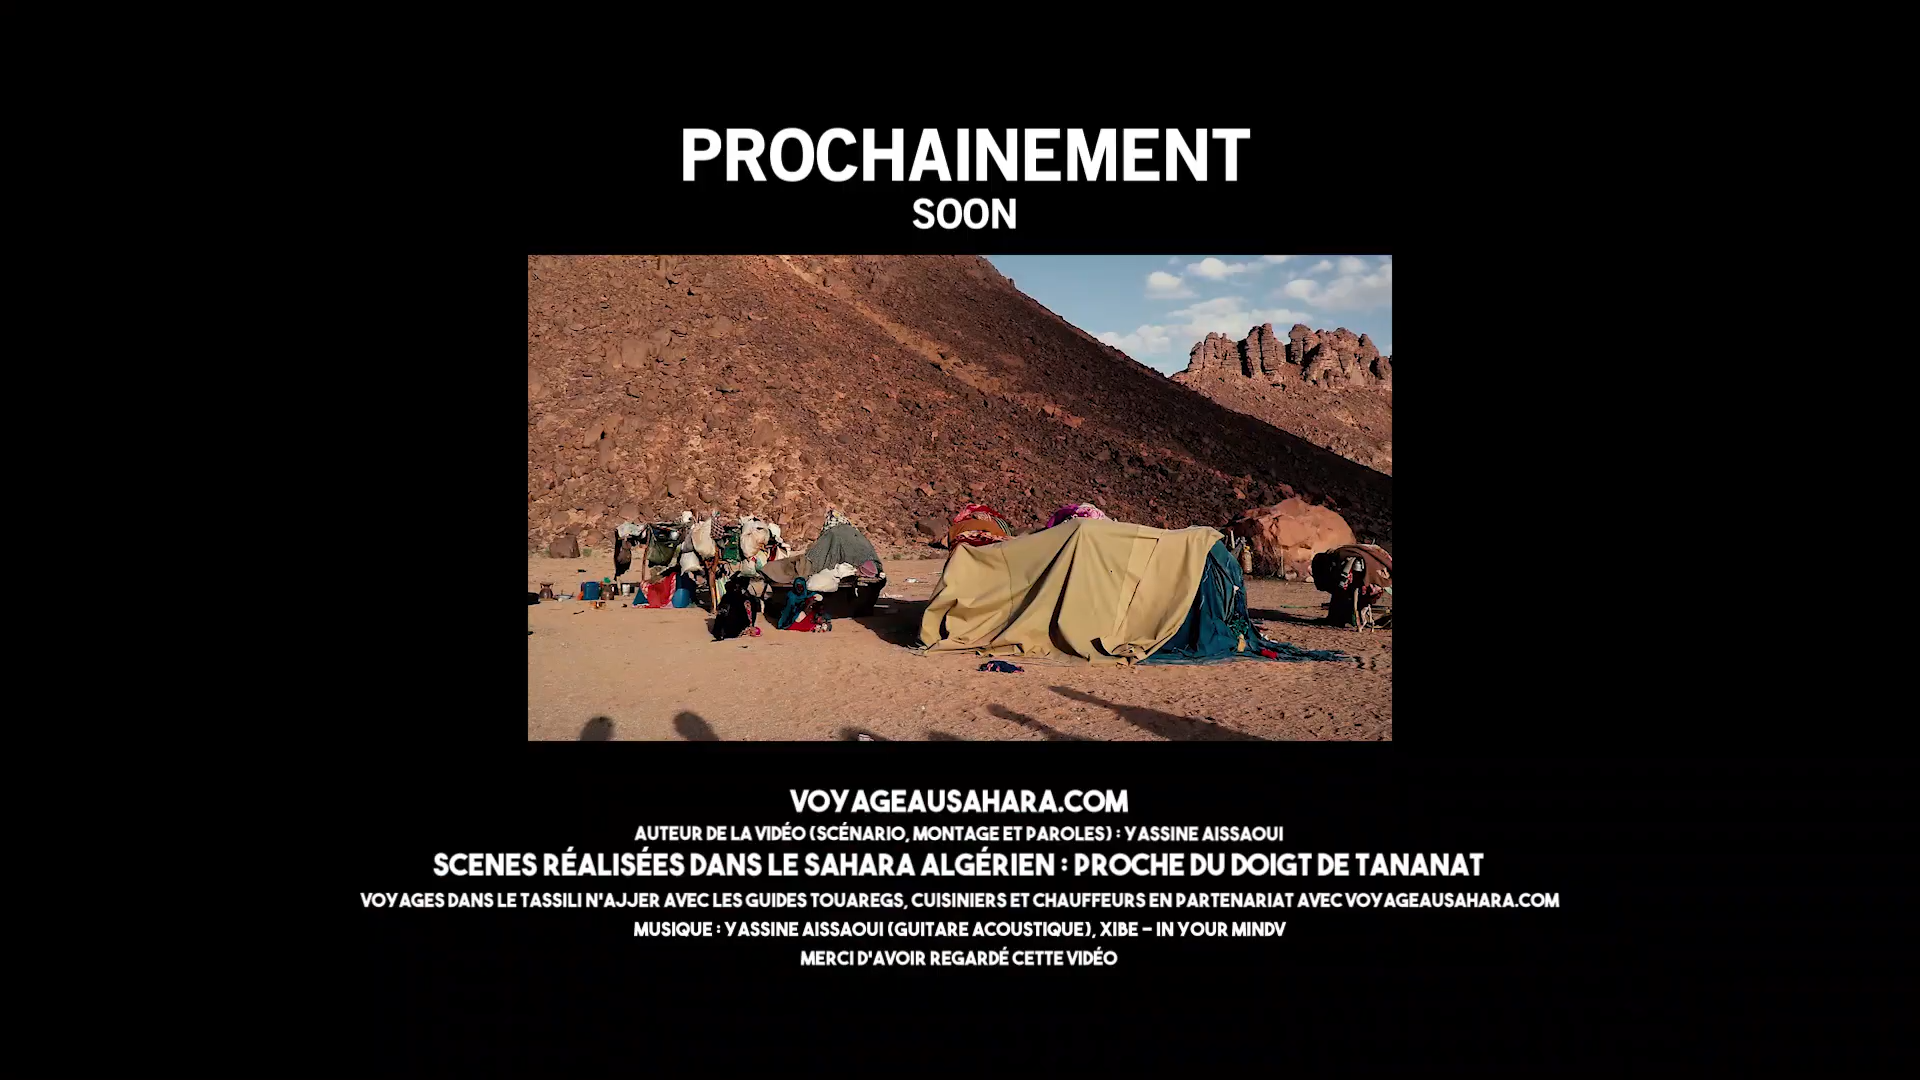 PROCHAINEMENT
SOON
VOYAGEAUSAHARA.COM
AUTEUR DE LA VIDÉO (SCÉNARIO, MONTAGE ET PAROLES) : YASSINE AISSAOUI
SCENES RÉALISÉES DANS LE SAHARA ALGÉRIEN : PROCHE DU DOIGT DE TANANAT
VOYAGES DANS LE TASSILI N'AJJER AVEC LES GUIDES TOUAREGS, CUISINIERS ET CHAUFFEURS EN PARTENARIAT AVEC VOYAGEAUSAHARA.COM
MUSIQUE : YASSINE AISSAOUI (GUITARE ACOUSTIQUE), XIBE – IN YOUR MINDV
MERCI D'AVOIR REGARDÉ CETTE VIDÉO